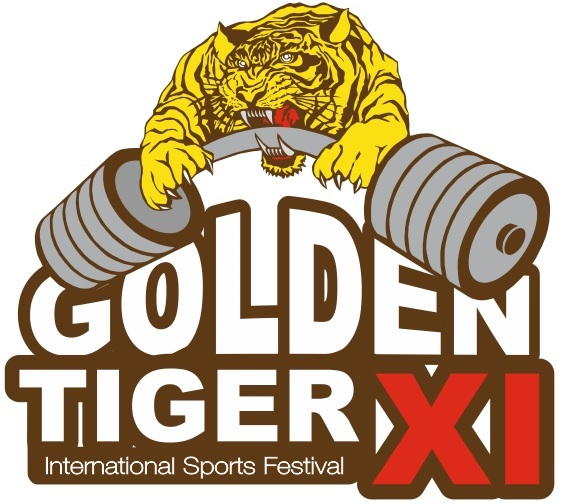 GOLDEN
TIGER XI
International Sports Festival